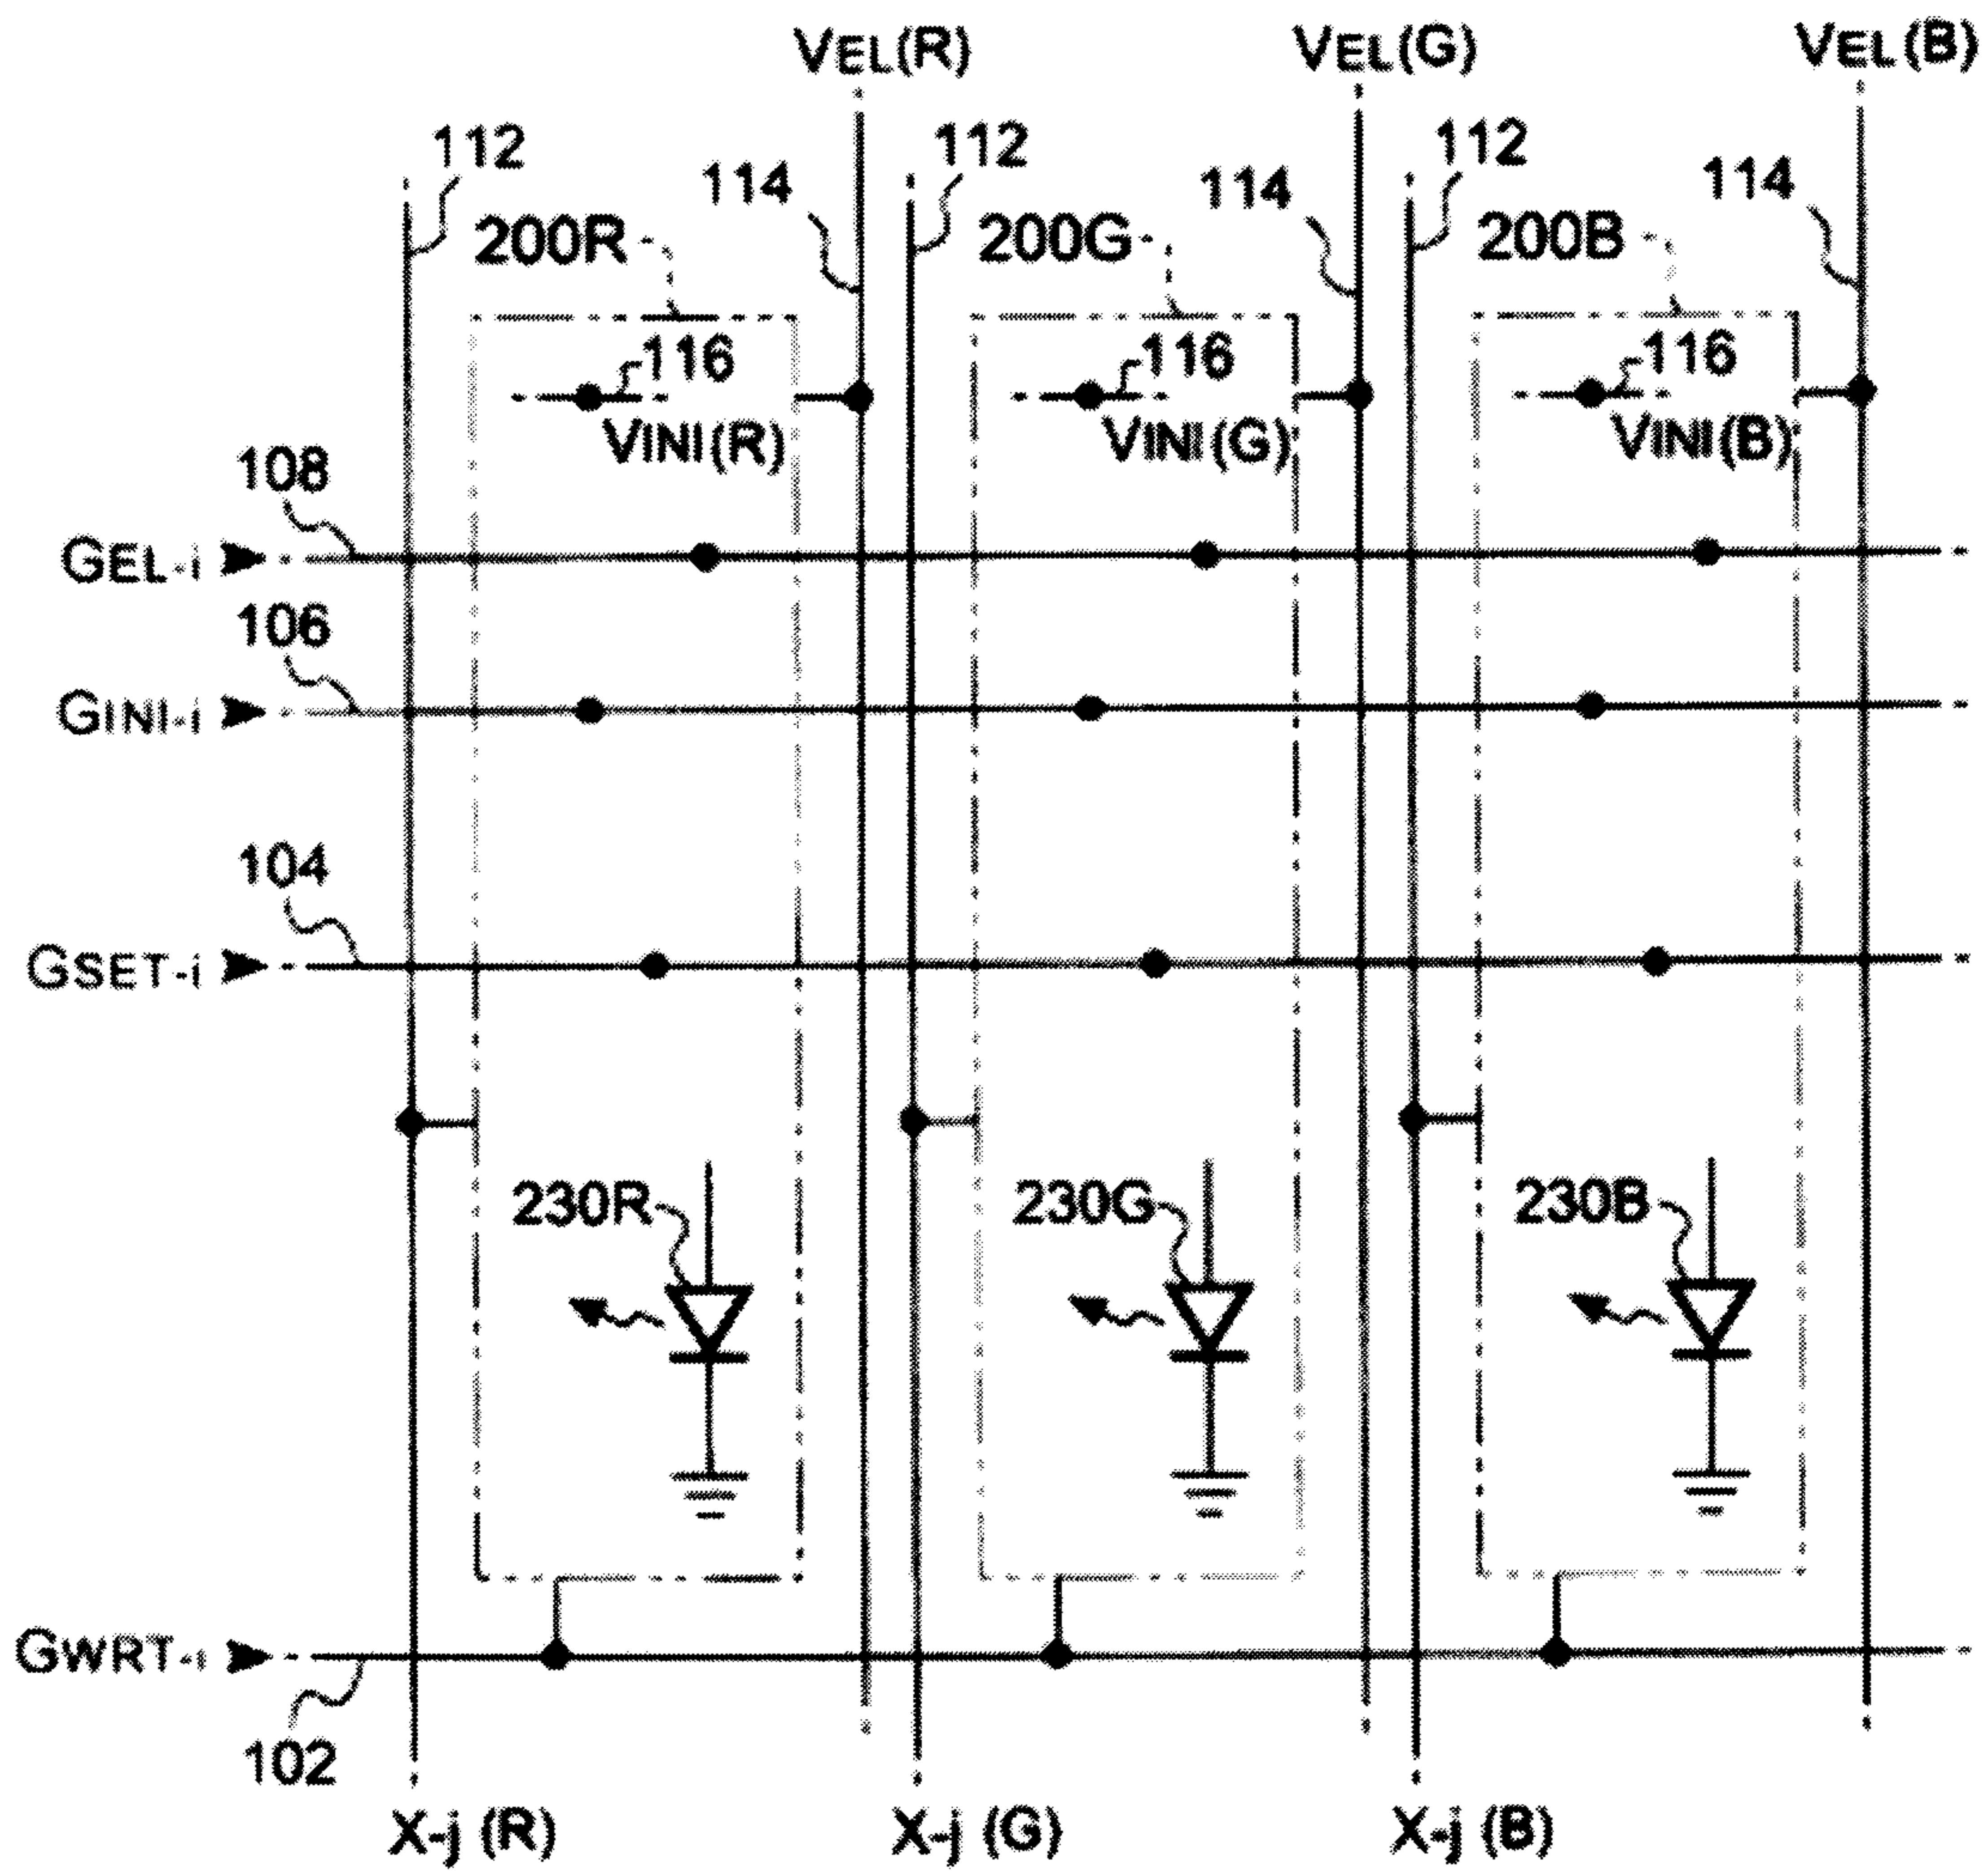 VEL(R) VEL(G) VEL(B)
112 112 112
114 114 114
200R 200G 200B
116 116 116
VINI(R) VINI(G) VINI(B)
108
GEL-i
106
GINI-i
104
GSET-i
230R 230G 230B
GWRT-i
102
X-j (R) X-j (G) X-j (B)